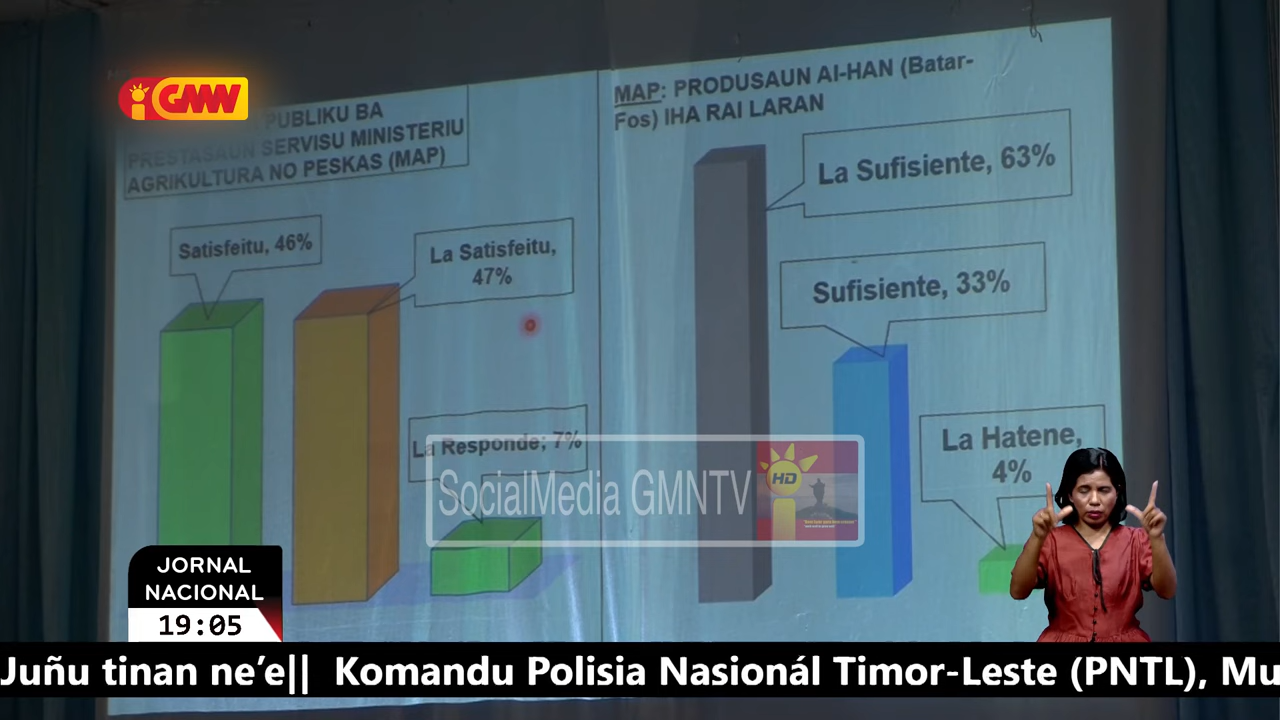 GMN
PUBLIKU BA
PRESTASAUN SERVISU MINISTERIU
AGRIKULTURA NO PESKAS (MAP)
Satisfeitu, 46%
La Satisfeitu,
47%
La Responde; 7%
MAP: PRODUSAUN AI-HAN (Batar-
Fos) IHA RAI LARAN
La Sufisiente, 63%
Sufisiente, 33%
La Hatene,
4%
SocialMedia GMNTV
HD
JORNAL
NACIONAL
19:05
Juñu tinan ne’e|| Komandu Polisia Nasionál Timor-Leste (PNTL), Mu